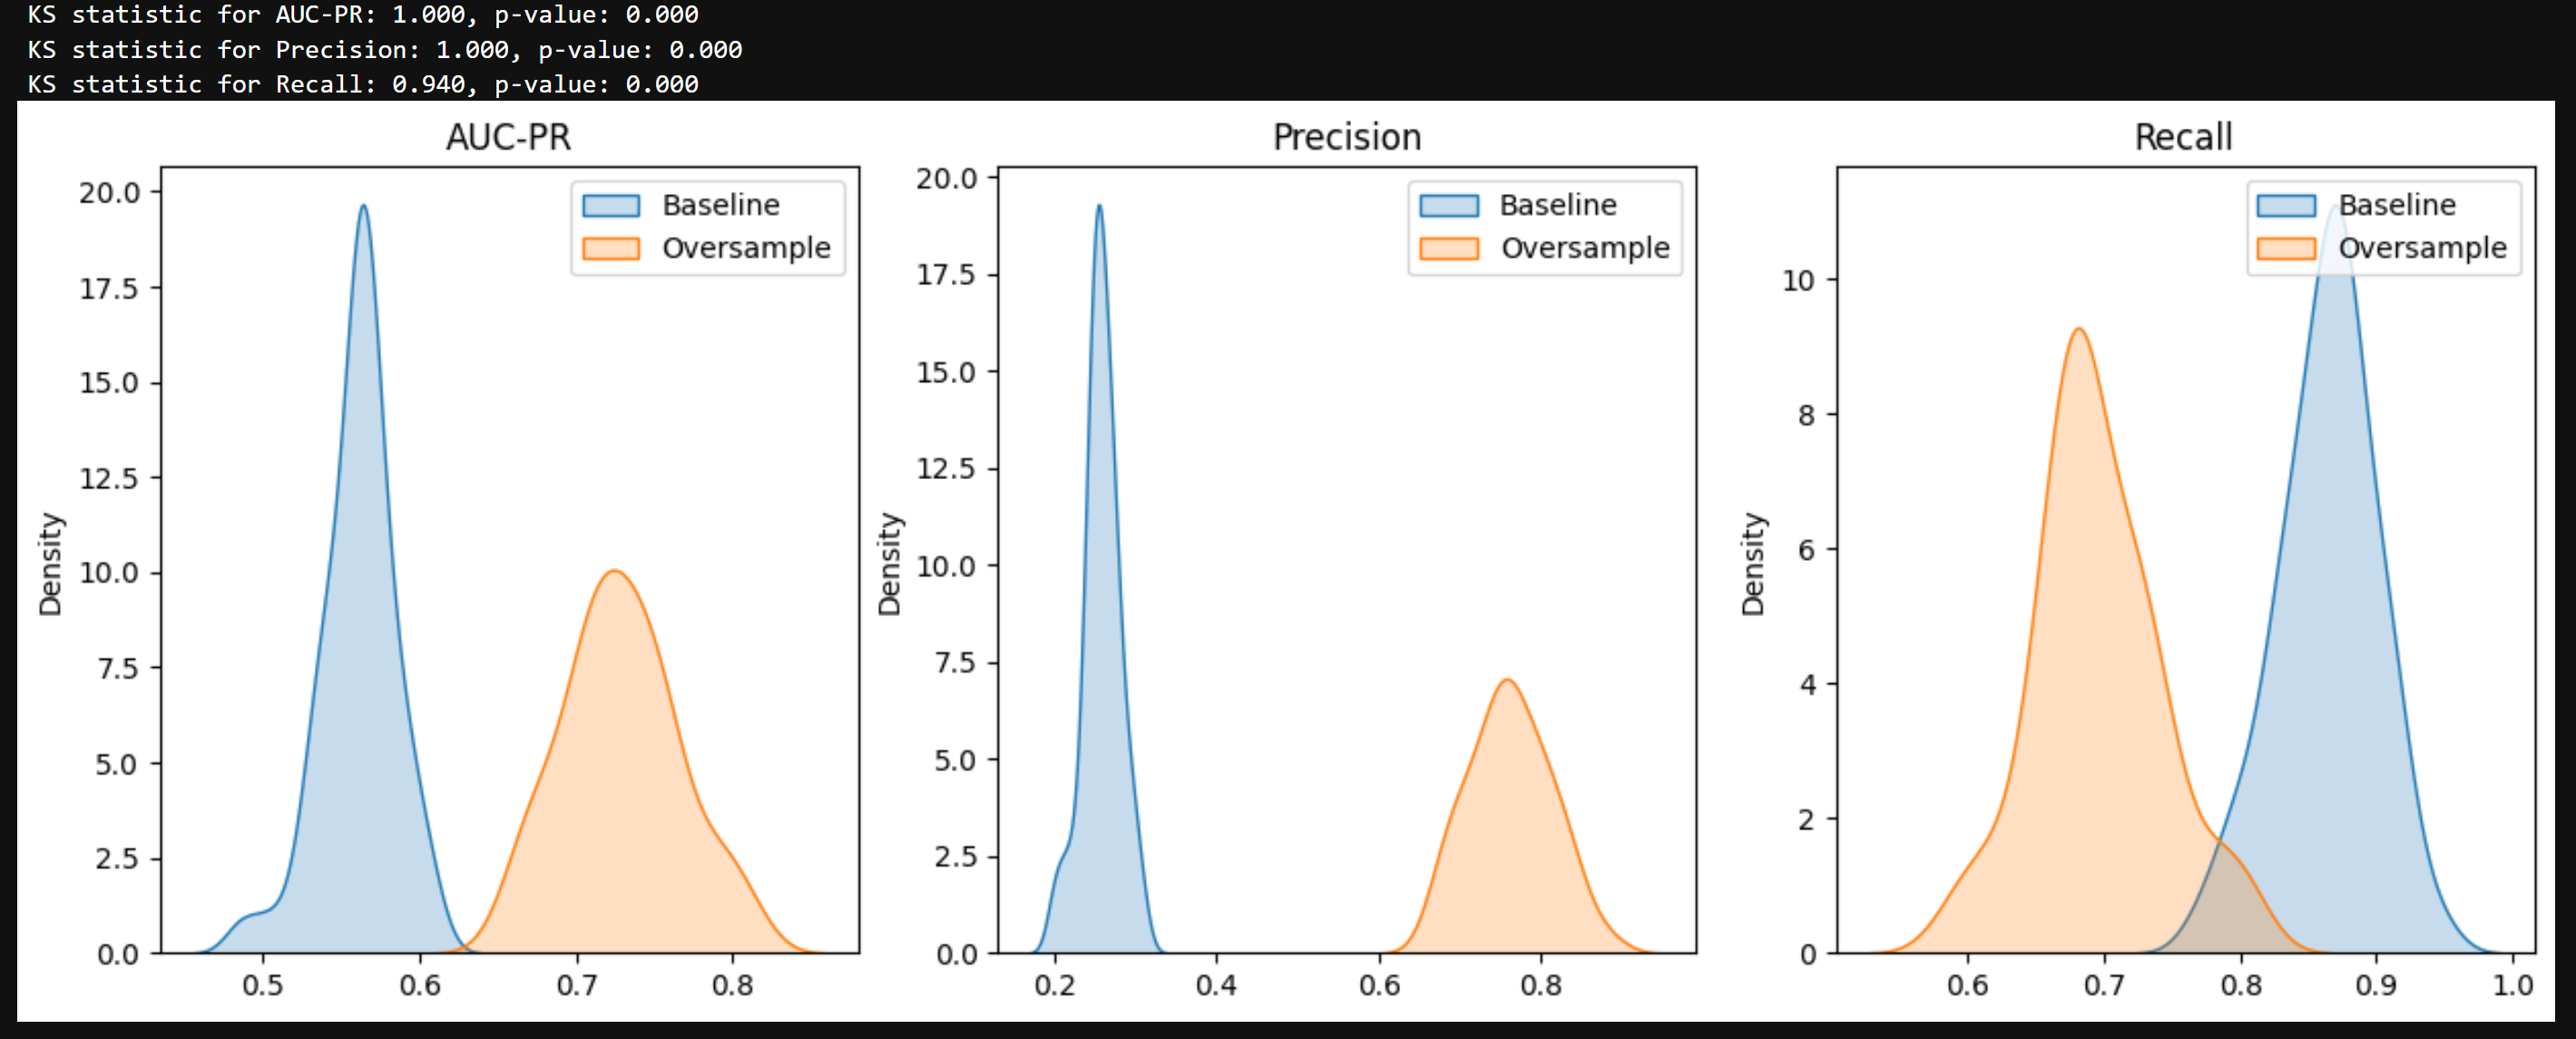 KS statistic for AUC-PR: 1.000, p-value: 0.000
KS statistic for Precision: 1.000, p-value: 0.000
KS statistic for Recall: 0.940, p-value: 0.000
AUC-PR
Density
20.0
17.5
15.0
12.5
10.0
7.5
5.0
2.5
0.0
0.5 0.6 0.7 0.8
Baseline
Oversample
Precision
Density
20.0
17.5
15.0
12.5
10.0
7.5
5.0
2.5
0.0
0.2 0.4 0.6 0.8
Baseline
Oversample
Recall
Density
10
8
6
4
2
0
0.6 0.7 0.8 0.9 1.0
Baseline
Oversample